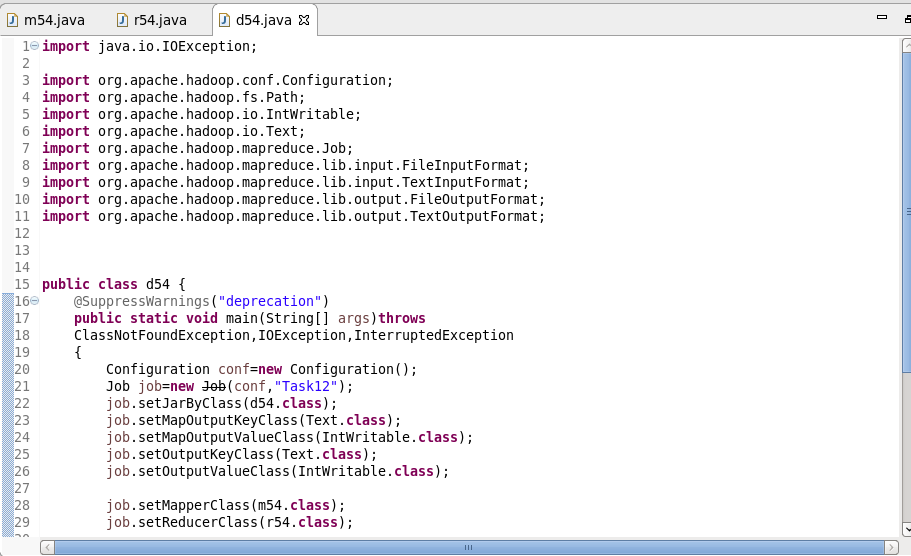 m54.java r54.java d54.java
1 import java.io.IOException;
2
3 import org.apache.hadoop.conf.Configuration;
4 import org.apache.hadoop.fs.Path;
5 import org.apache.hadoop.io.IntWritable;
6 import org.apache.hadoop.io.Text;
7 import org.apache.hadoop.mapreduce.Job;
8 import org.apache.hadoop.mapreduce.lib.input.FileInputFormat;
9 import org.apache.hadoop.mapreduce.lib.input.TextInputFormat;
10 import org.apache.hadoop.mapreduce.lib.output.FileOutputFormat;
11 import org.apache.hadoop.mapreduce.lib.output.TextOutputFormat;
12
13
14
15 public class d54 {
16 @SuppressWarnings("deprecation")
17 public static void main(String[] args)throws
18 ClassNotFoundException,IOException,InterruptedException
19 {
20 Configuration conf=new Configuration();
21 Job job=new Job(conf,"Task12");
22 job.setJarByClass(d54.class);
23 job.setMapOutputKeyClass(Text.class);
24 job.setMapOutputValueClass(IntWritable.class);
25 job.setOutputKeyClass(Text.class);
26 job.setOutputValueClass(IntWritable.class);
27
28 job.setMapperClass(m54.class);
29 job.setReducerClass(r54.class);